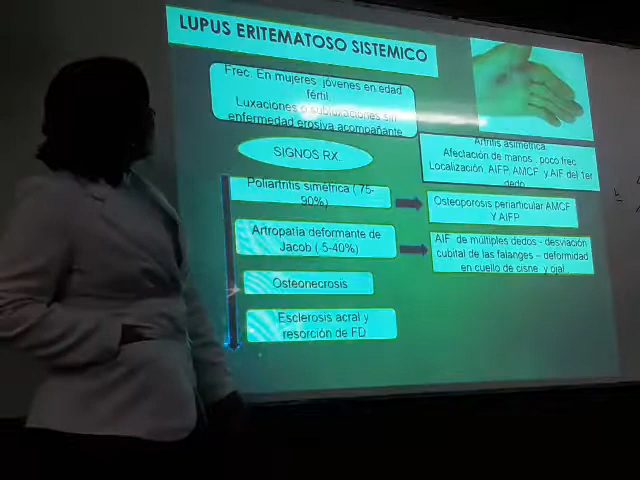 LUPUS ERITEMATOSO SISTEMICO
Frec. En mujeres jóvenes en edad
fértil.
Luxaciones o subluxaciones sin
enfermedad erosiva acompañante
SIGNOS RX.
Artritis asimétrica.
Afectación de manos : poco frec
Localización: AIFP, AMCF y AIF del 1er
dedo
Poliartritis simétrica ( 75-
90%)
Osteoporosis periarticular AMCF
Y AIFP
Artropatía deformante de
Jacob ( 5-40%)
AIF de múltiples dedos - desviación
cubital de las falanges – deformidad
en cuello de cisne y ojal
Osteonecrosis
Esclerosis acral y
resorción de FD